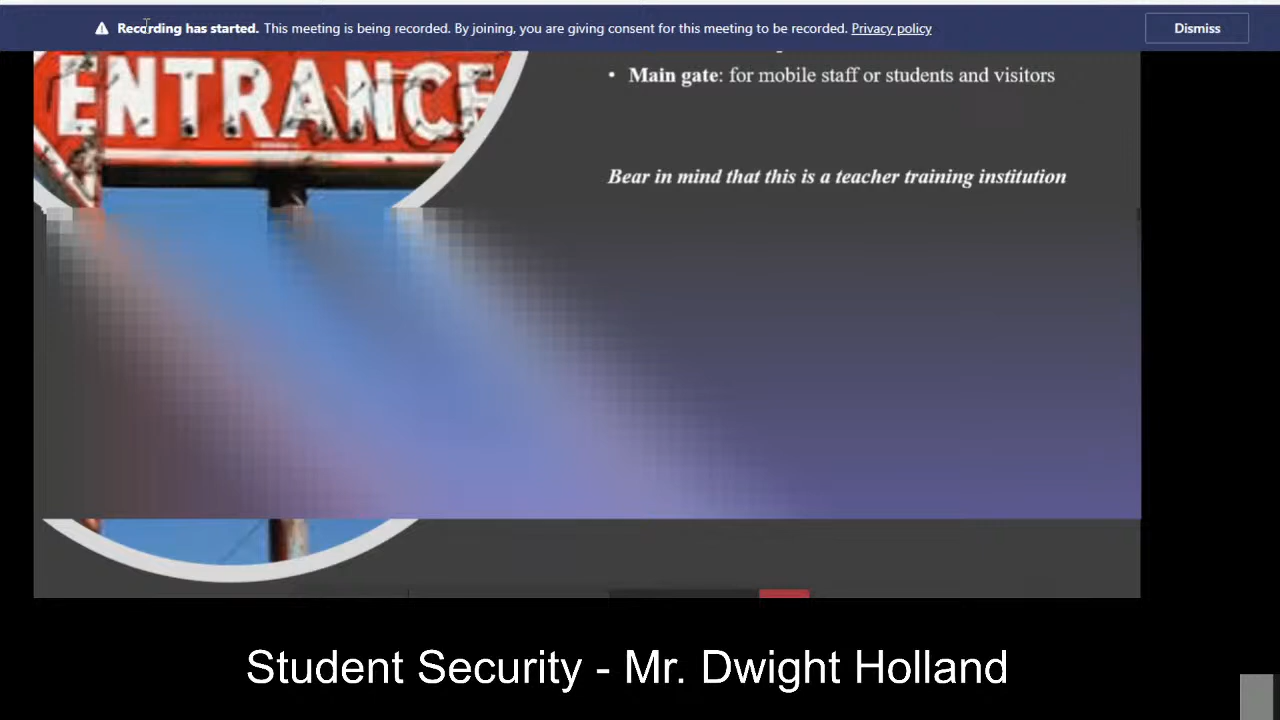 Recording has started. This meeting is being recorded. By joining, you are giving consent for this meeting to be recorded. Privacy policy
Dismiss
ENTRANCE
• Main gate: for mobile staff or students and visitors
Bear in mind that this is a teacher training institution
Student Security - Mr. Dwight Holland